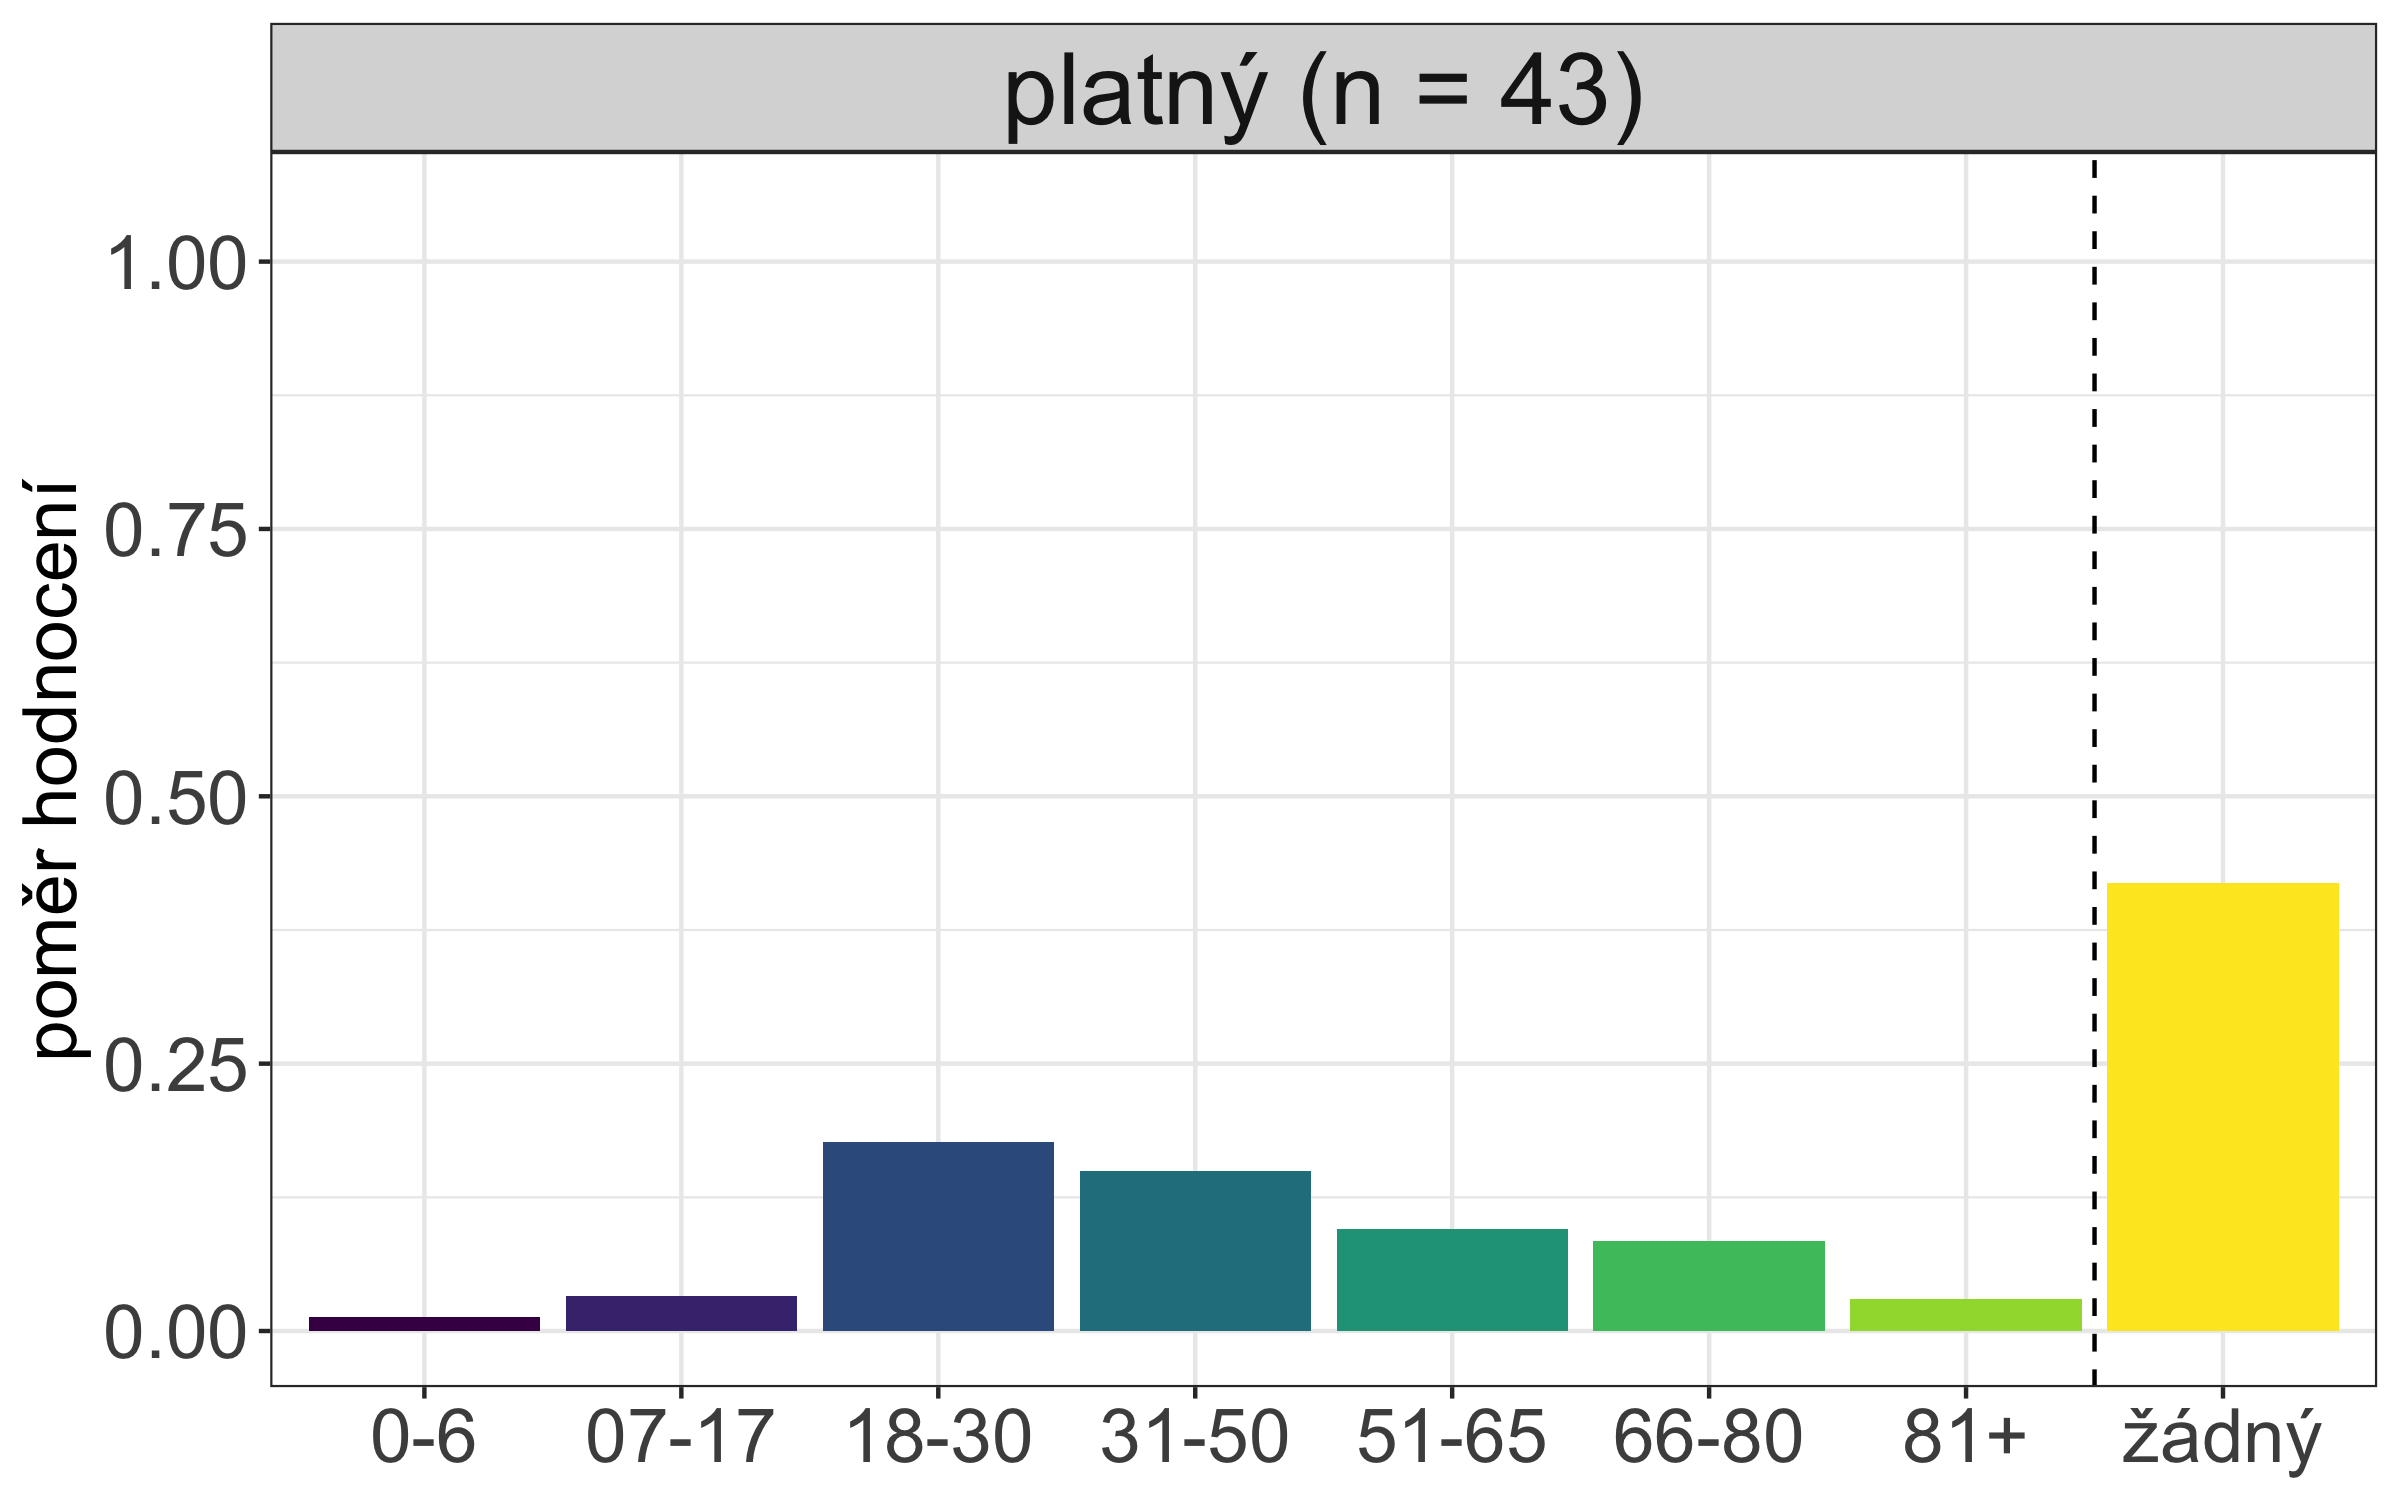 platný (n = 43)
poměr hodnocení
1.00
0.75
0.50
0.25
0.00
0-6 07-17 18-30 31-50 51-65 66-80 81+ žádný